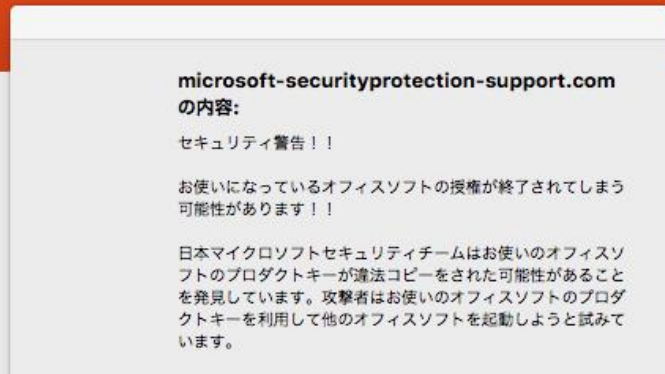 microsoft-securityprotection-support.com
の内容:
セキュリティ警告！！
お使いになっているオフィスソフトの授権が終了されてしまう
可能性があります！！
日本マイクロソフトセキュリティチームはお使いのオフィスソ
フトのプロダクトキーが違法コピーをされた可能性があること
を発見しています。攻撃者はお使いのオフィスソフトのプロダ
クトキーを利用して他のオフィスソフトを起動しようと試みて
います。